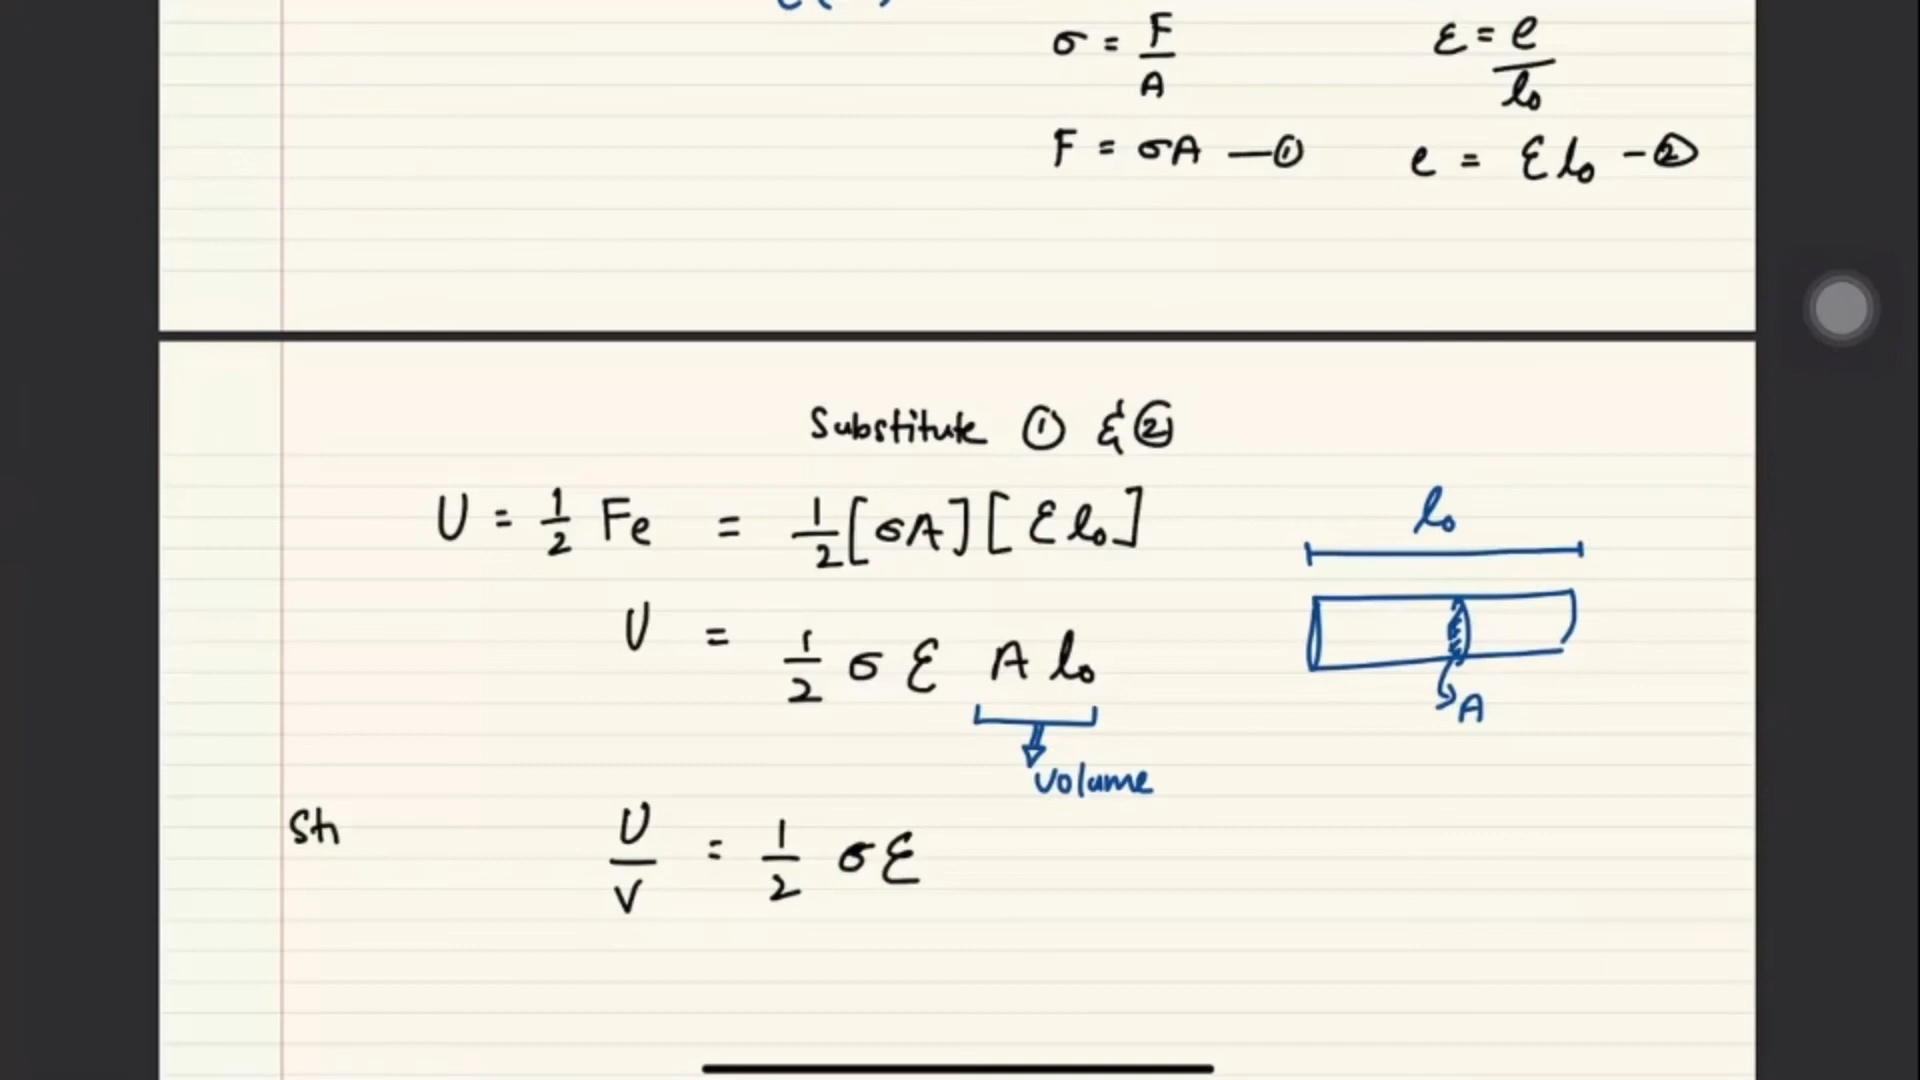 σ = F/A    ε = e/l₀
F = σA —①    e = εl₀ -②
Substitute ① & ②
U = 1/2 Fe = 1/2 [σA][εl₀]
l₀
U = 1/2 σ ε A l₀
A
volume
Sth    U/V = 1/2 σε